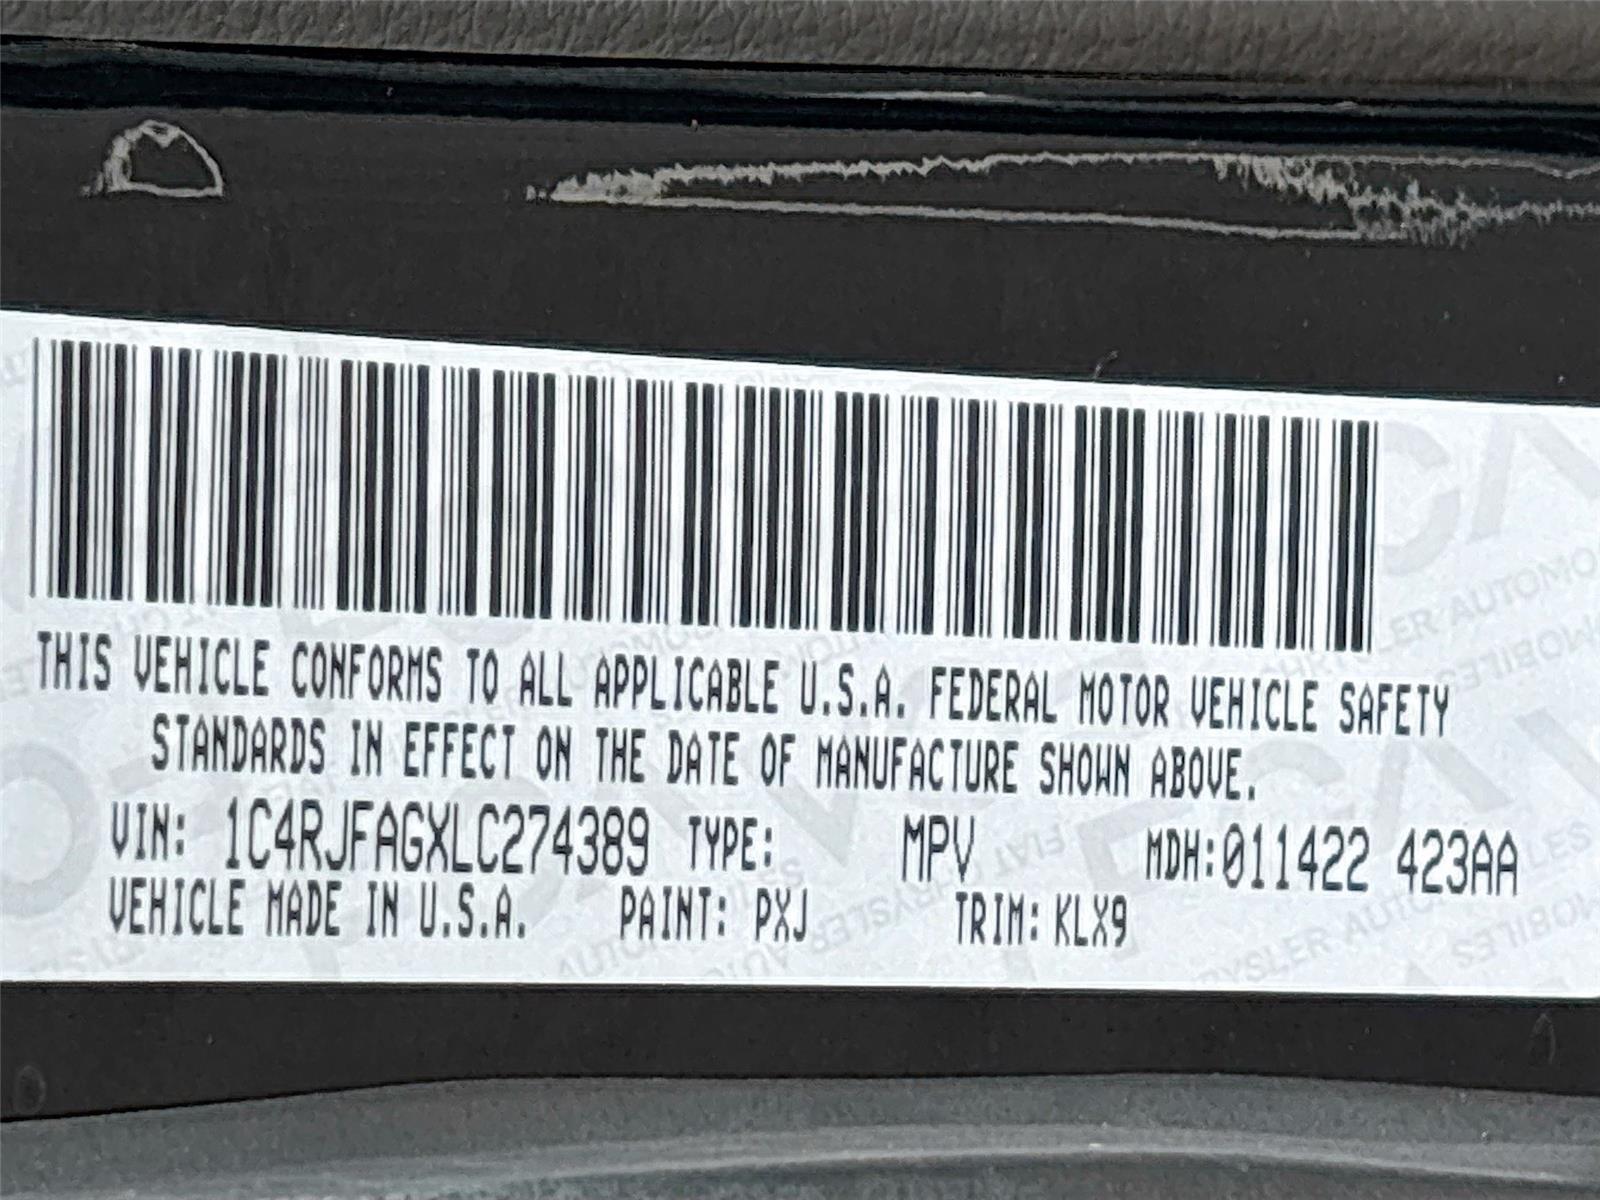 THIS VEHICLE CONFORMS TO ALL APPLICABLE U.S.A. FEDERAL MOTOR VEHICLE SAFETY
STANDARDS IN EFFECT ON THE DATE OF MANUFACTURE SHOWN ABOVE.
VIN: 1C4RJFAGXLC274389 TYPE: MPV MDH:011422 423AA
VEHICLE MADE IN U.S.A. PAINT: PXJ TRIM: KLX9